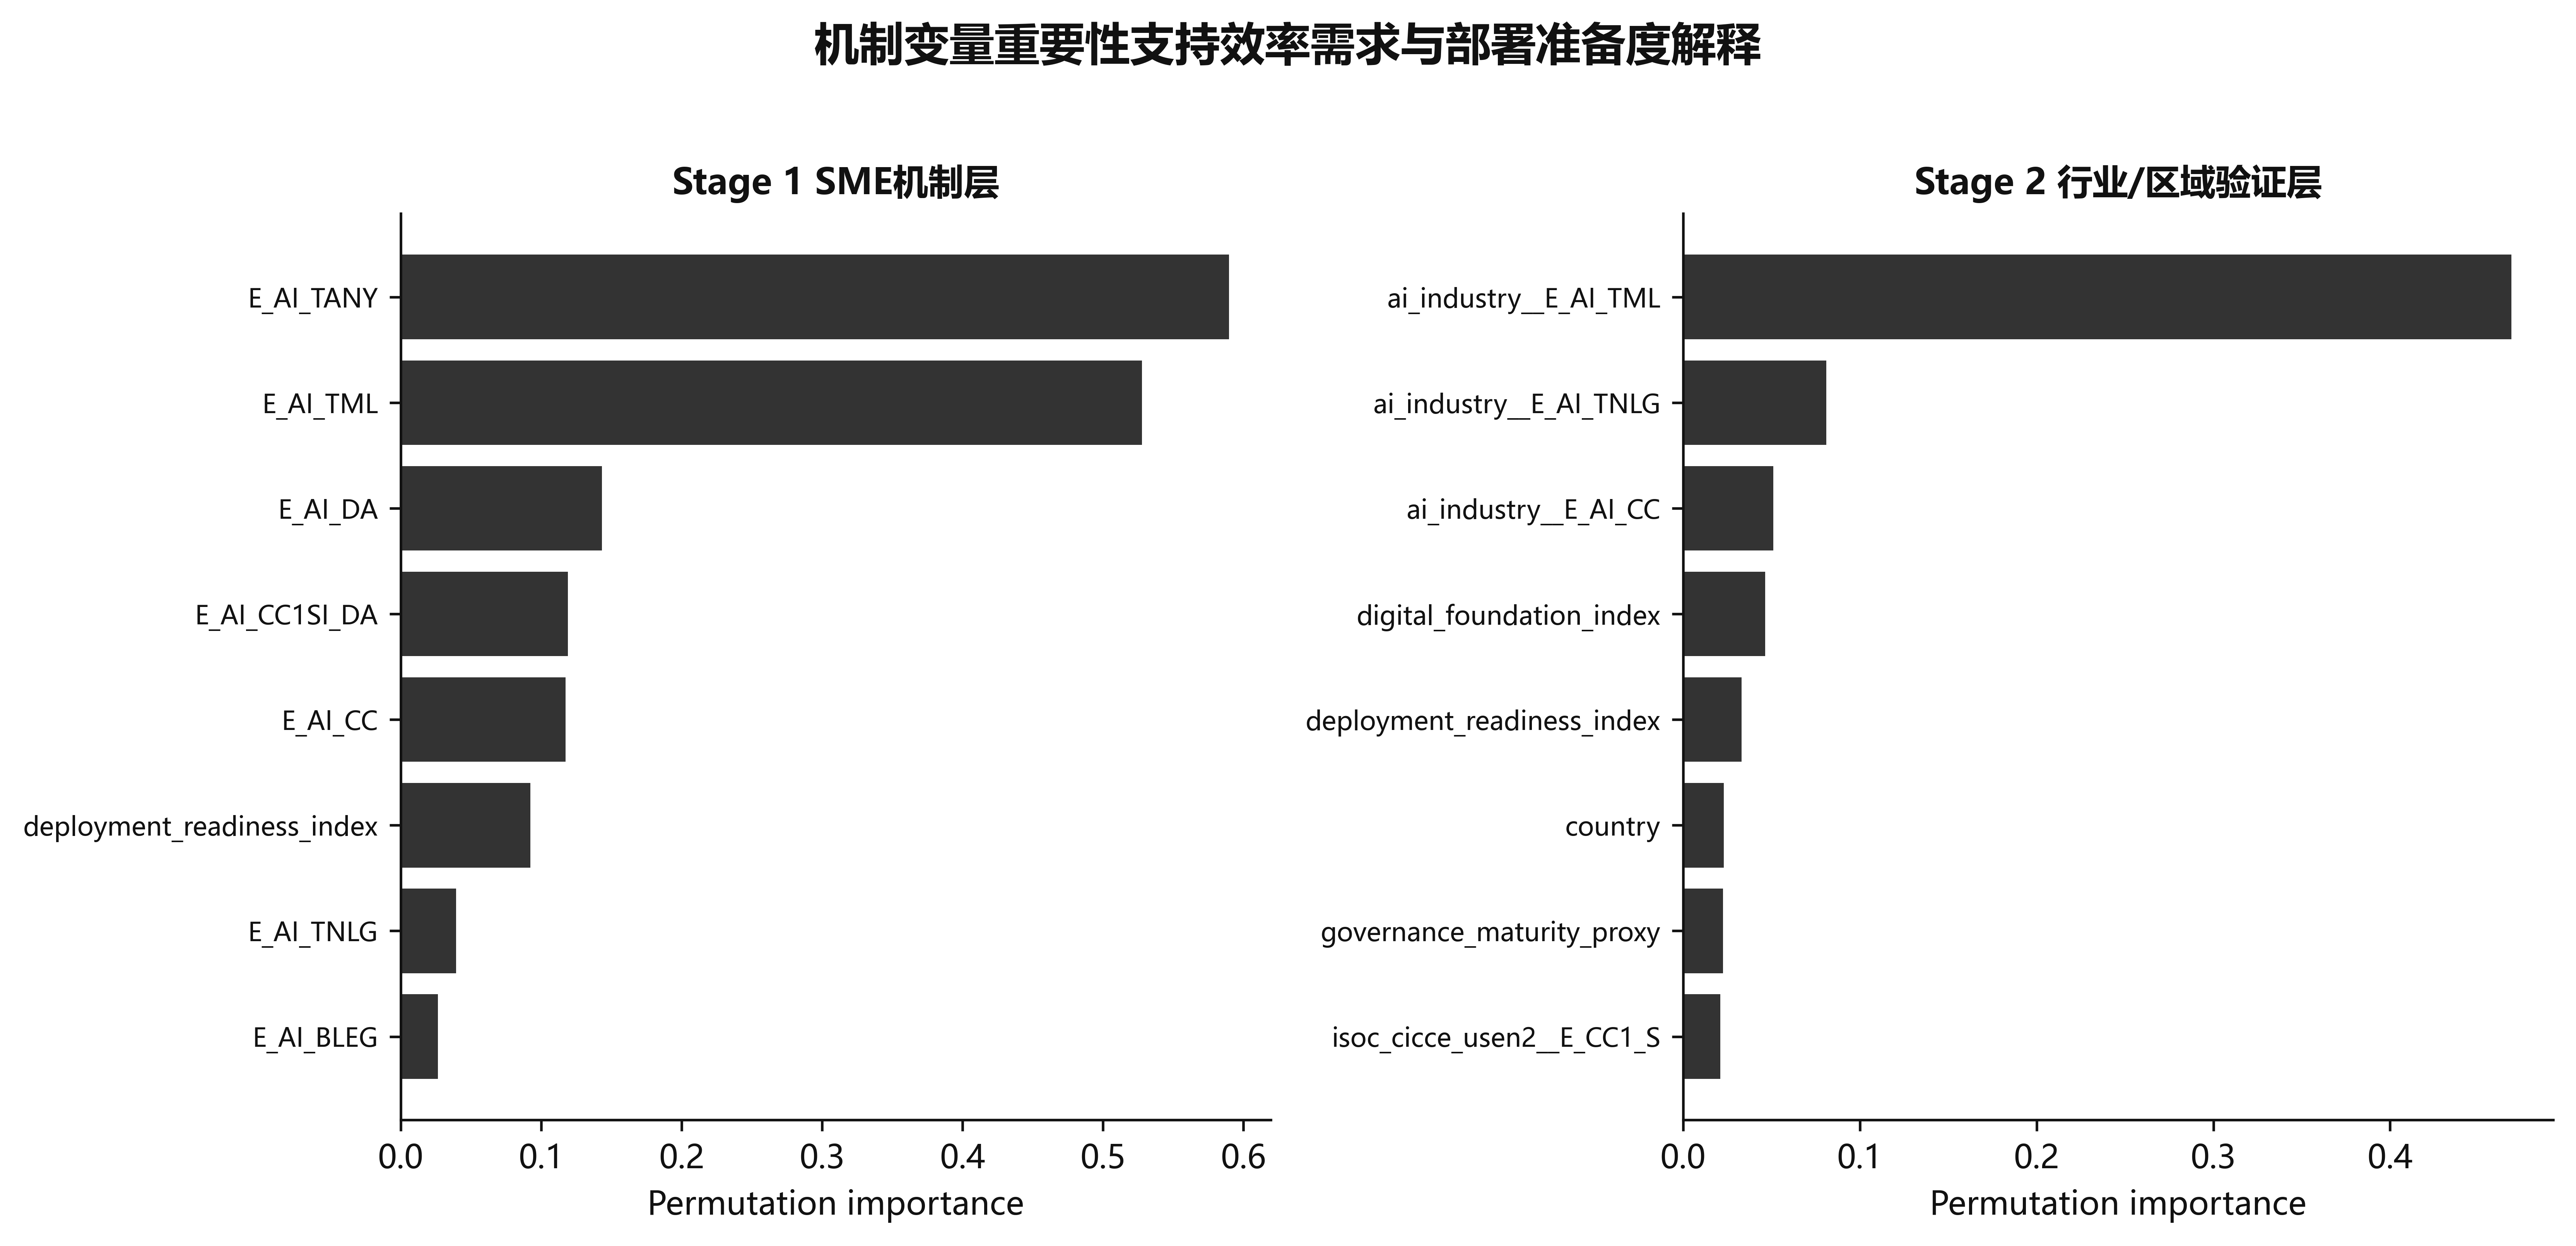 机制变量重要性支持效率需求与部署准备度解释
Stage 1 SME机制层
E_AI_TANY
E_AI_TML
E_AI_DA
E_AI_CC1SI_DA
E_AI_CC
deployment_readiness_index
E_AI_TNLG
E_AI_BLEG
0.0 0.1 0.2 0.3 0.4 0.5 0.6
Permutation importance
Stage 2 行业/区域验证层
ai_industry__E_AI_TML
ai_industry__E_AI_TNLG
ai_industry__E_AI_CC
digital_foundation_index
deployment_readiness_index
country
governance_maturity_proxy
isoc_cicce_usen2__E_CC1_S
0.0 0.1 0.2 0.3 0.4
Permutation importance